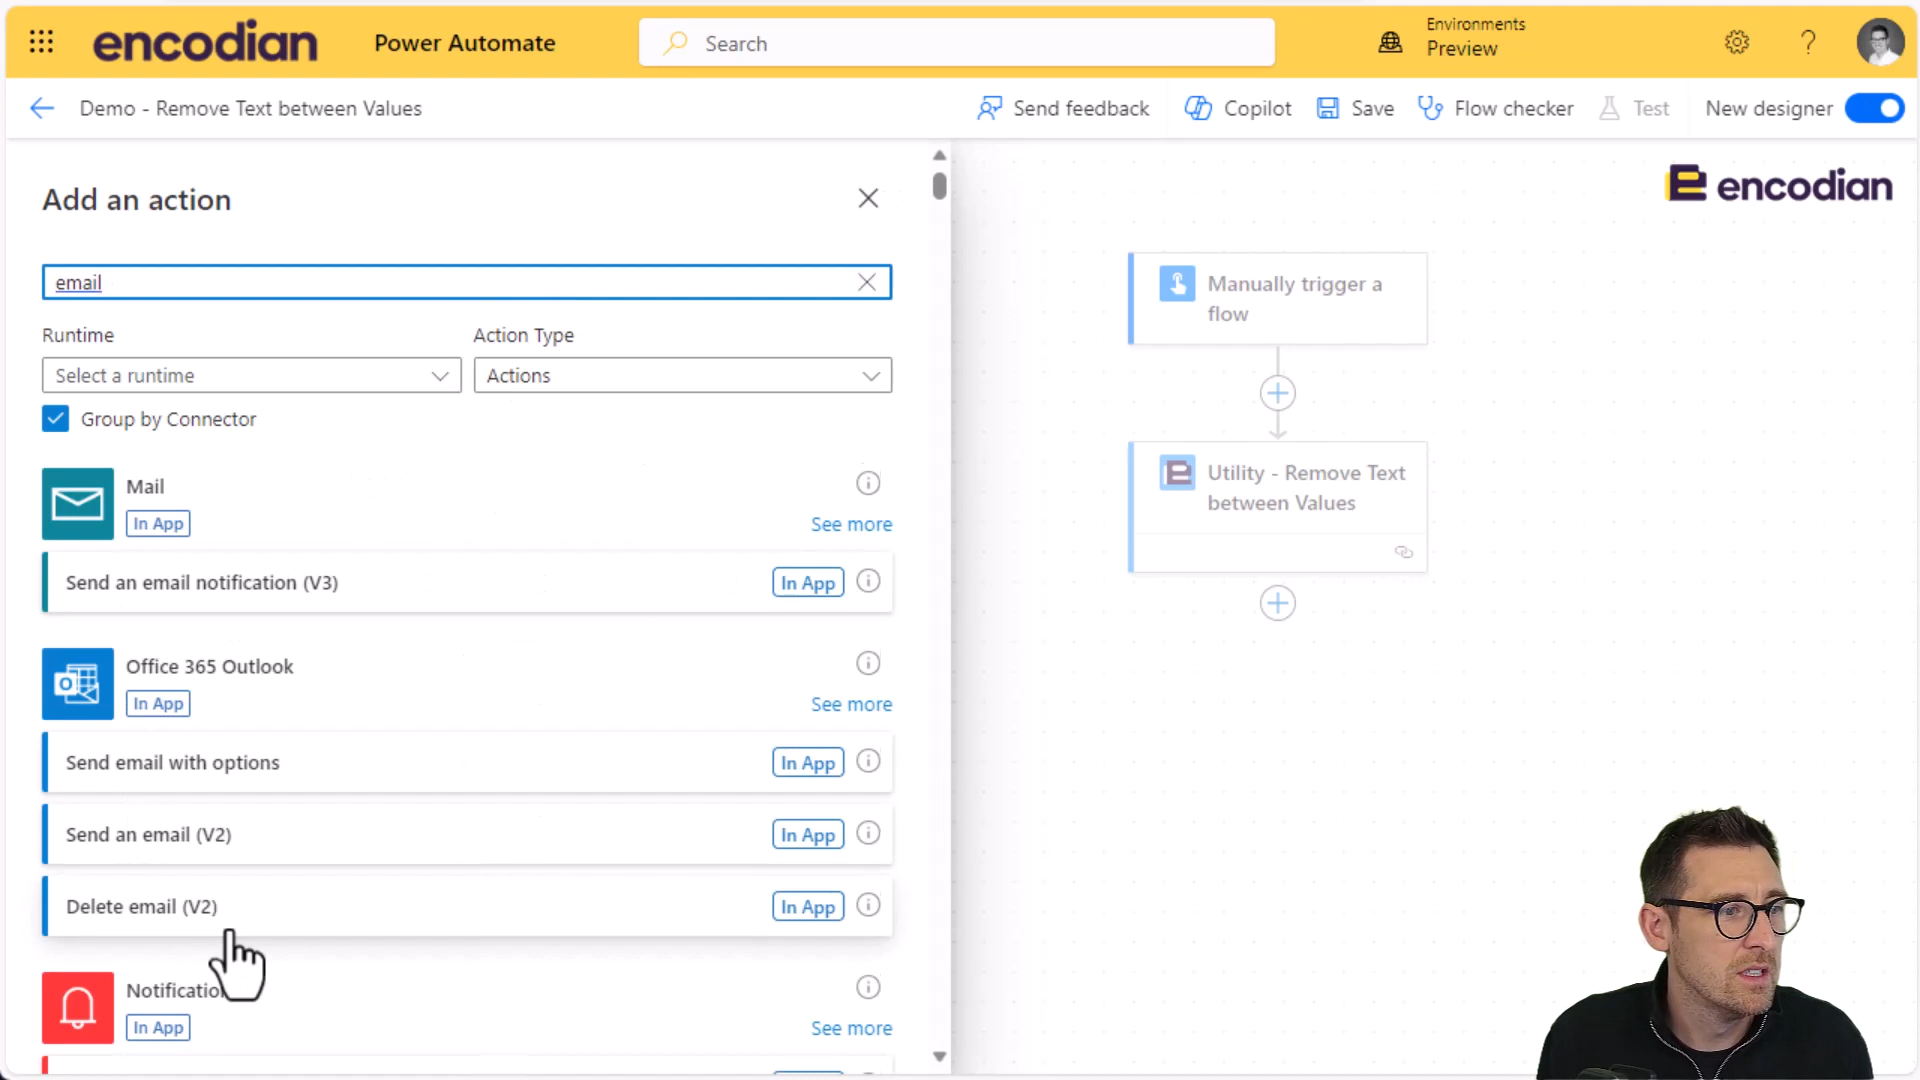 encodian
Power Automate
Search
Environments
Preview
Demo - Remove Text between Values
Send feedback
Copilot
Save
Flow checker
Test
New designer
Add an action
encodian
email
Runtime
Action Type
Select a runtime
Actions
Group by Connector
Mail
In App
See more
Send an email notification (V3)
In App
Office 365 Outlook
In App
See more
Send email with options
In App
Send an email (V2)
In App
Delete email (V2)
In App
In App
See more
Manually trigger a
flow
Utility - Remove Text
between Values